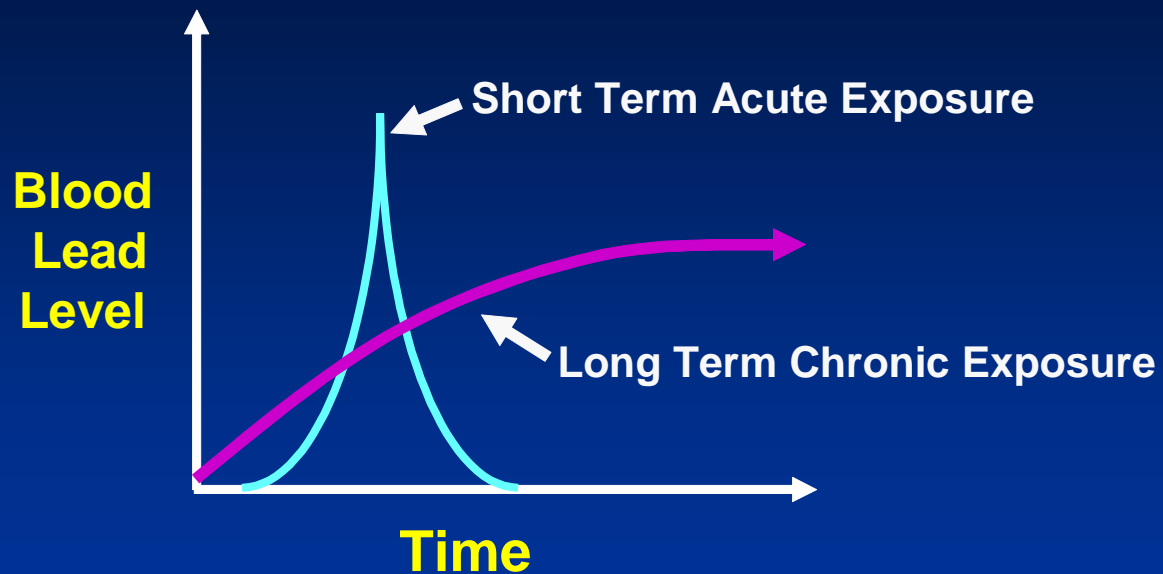 Short Term Acute Exposure
Blood
Lead
Level
Long Term Chronic Exposure
Time